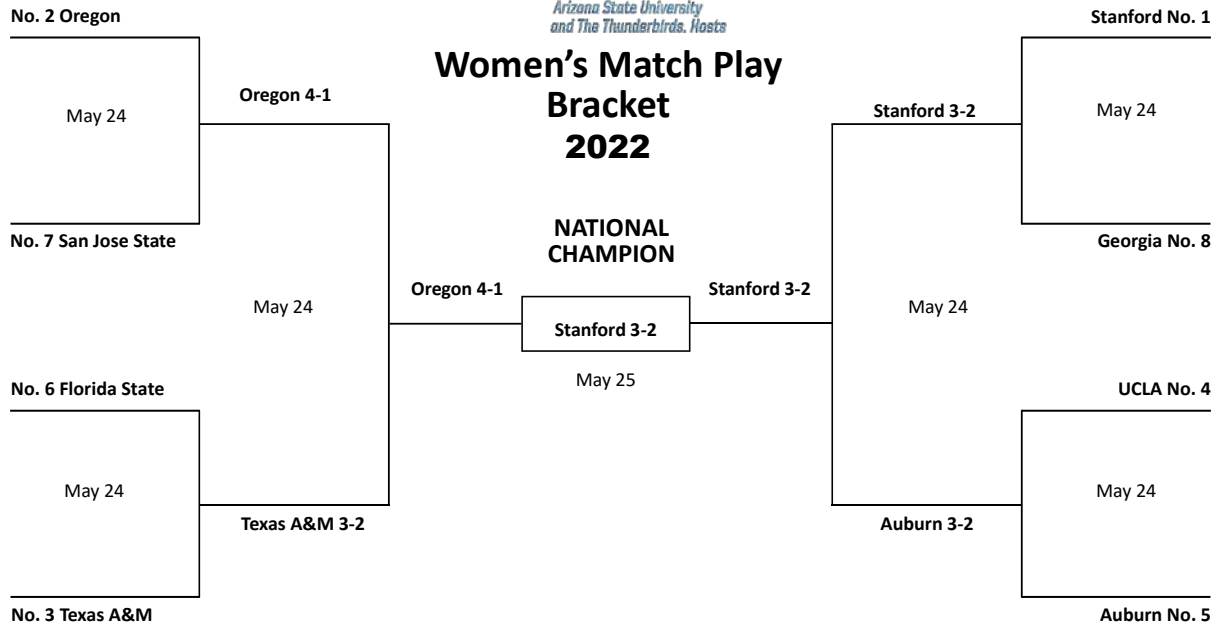 Arizona State University
and The Thunderbirds, Hosts
Women’s Match Play
Bracket
2022
No. 2 Oregon
Stanford No. 1
May 24
Oregon 4-1
Stanford 3-2
May 24
No. 7 San Jose State
Georgia No. 8
NATIONAL
CHAMPION
May 24
Oregon 4-1
Stanford 3-2
Stanford 3-2
May 24
May 25
No. 6 Florida State
UCLA No. 4
May 24
Texas A&M 3-2
Auburn 3-2
May 24
No. 3 Texas A&M
Auburn No. 5